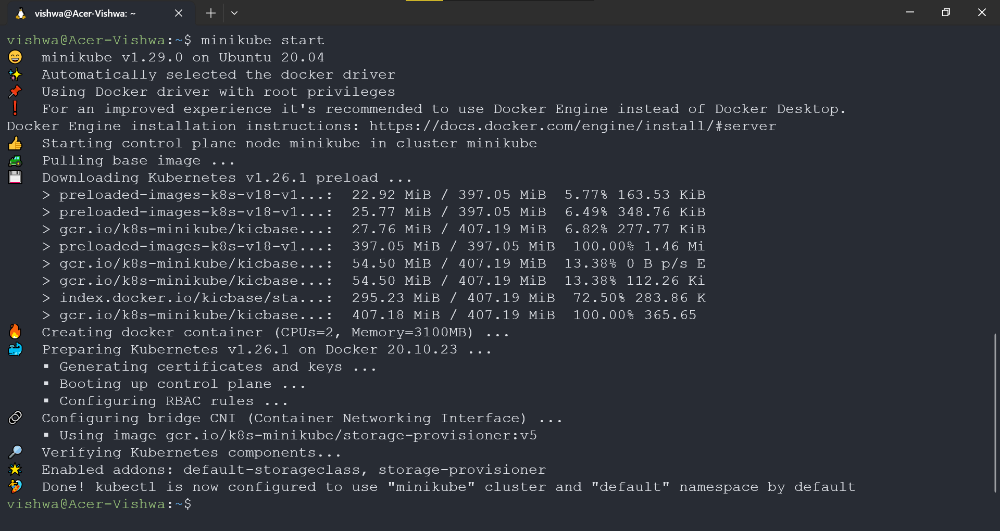 vishwa@Acer-Vishwa: ~
vishwa@Acer-Vishwa:~$ minikube start
😄 minikube v1.29.0 on Ubuntu 20.04
✨ Automatically selected the docker driver
📌 Using Docker driver with root privileges
❗ For an improved experience it's recommended to use Docker Engine instead of Docker Desktop.
Docker Engine installation instructions: https://docs.docker.com/engine/install/#server
👍 Starting control plane node minikube in cluster minikube
🚜 Pulling base image ...
💾 Downloading Kubernetes v1.26.1 preload ...
> preloaded-images-k8s-v18-v1...: 22.92 MiB / 397.05 MiB 5.77% 163.53 KiB
> preloaded-images-k8s-v18-v1...: 25.77 MiB / 397.05 MiB 6.49% 348.76 KiB
> gcr.io/k8s-minikube/kicbase...: 27.76 MiB / 407.19 MiB 6.82% 277.77 KiB
> preloaded-images-k8s-v18-v1...: 397.05 MiB / 397.05 MiB 100.00% 1.46 Mi
> gcr.io/k8s-minikube/kicbase...: 54.50 MiB / 407.19 MiB 13.38% 0 B p/s E
> gcr.io/k8s-minikube/kicbase...: 54.50 MiB / 407.19 MiB 13.38% 112.26 Ki
> index.docker.io/kicbase/sta...: 295.23 MiB / 407.19 MiB 72.50% 283.86 K
> gcr.io/k8s-minikube/kicbase...: 407.18 MiB / 407.19 MiB 100.00% 365.65
🔥 Creating docker container (CPUs=2, Memory=3100MB) ...
🐳 Preparing Kubernetes v1.26.1 on Docker 20.10.23 ...
▪ Generating certificates and keys ...
▪ Booting up control plane ...
▪ Configuring RBAC rules ...
🔗 Configuring bridge CNI (Container Networking Interface) ...
▪ Using image gcr.io/k8s-minikube/storage-provisioner:v5
🔎 Verifying Kubernetes components...
🌟 Enabled addons: default-storageclass, storage-provisioner
🏄 Done! kubectl is now configured to use "minikube" cluster and "default" namespace by default
vishwa@Acer-Vishwa:~$